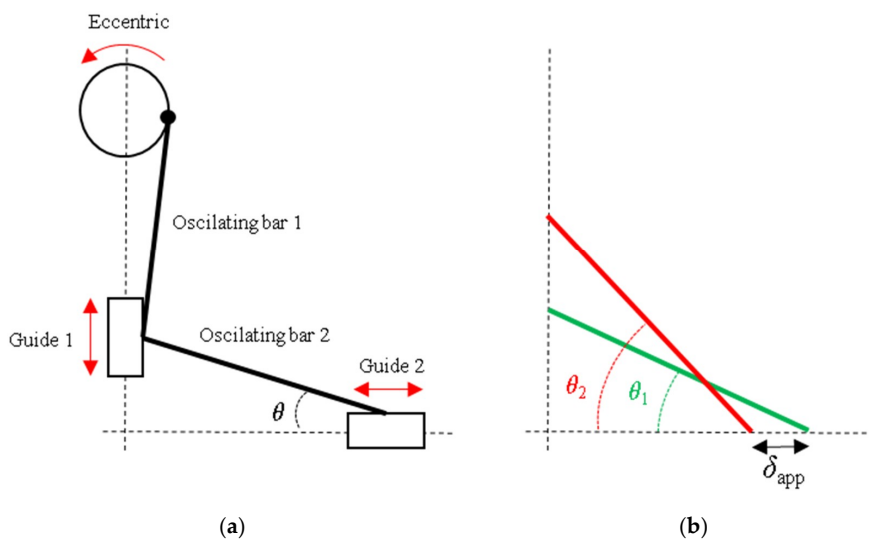 Eccentric
Oscilating bar 1
Guide 1
Oscilating bar 2
Guide 2
θ
θ₂
θ₁
δapp
(a)
(b)